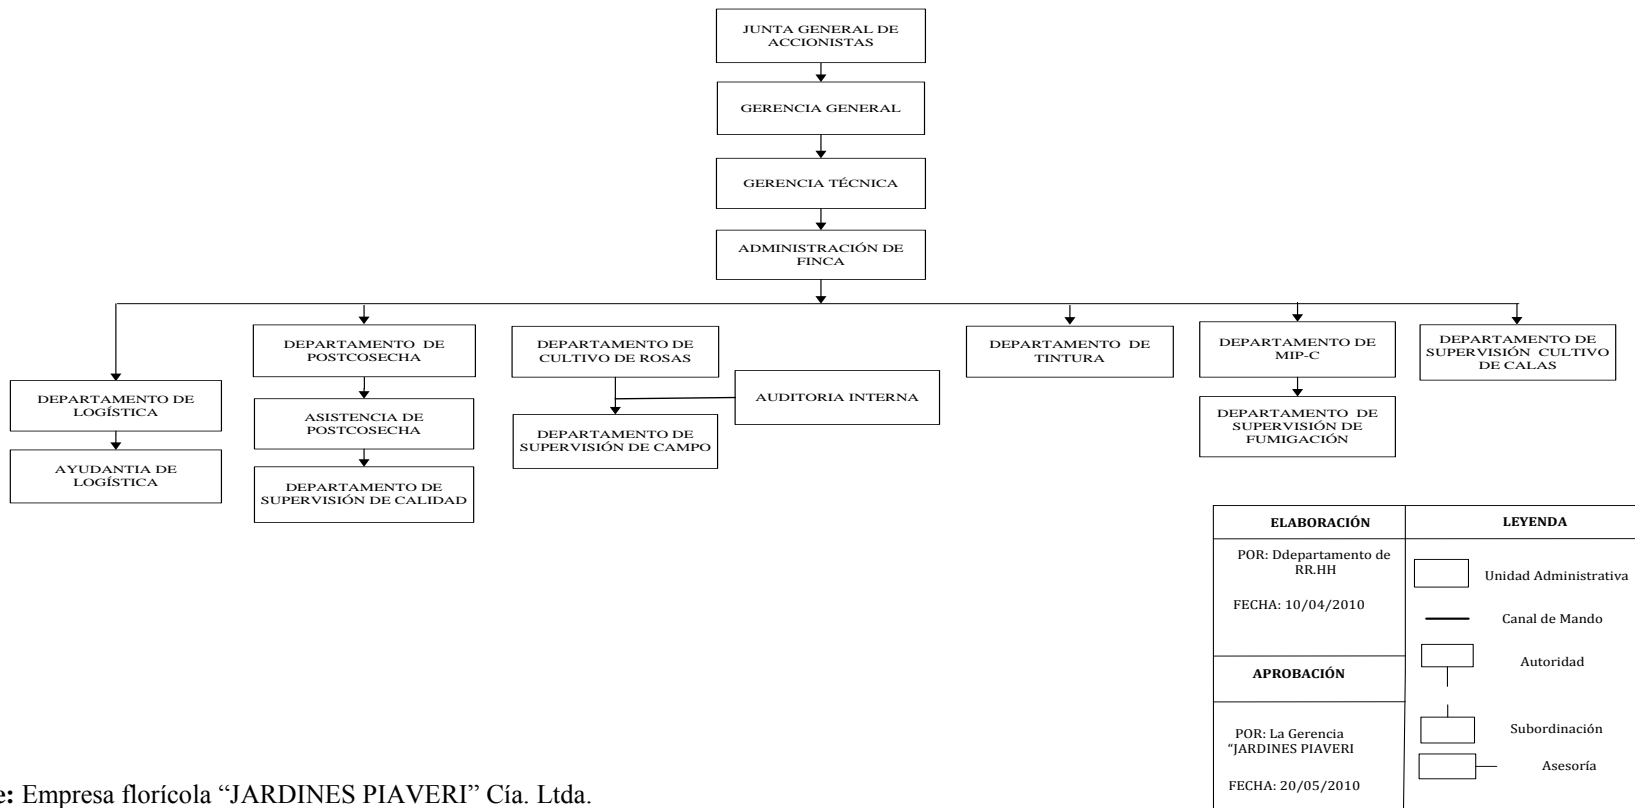 JUNTA GENERAL DE
ACCIONISTAS
GERENCIA GENERAL
GERENCIA TÉCNICA
ADMINISTRACIÓN DE
FINCA
DEPARTAMENTO DE
LOGÍSTICA
AYUDANTIA DE
LOGÍSTICA
DEPARTAMENTO DE
POSTCOSECHA
ASISTENCIA DE
POSTCOSECHA
DEPARTAMENTO DE
SUPERVISIÓN DE CALIDAD
DEPARTAMENTO DE
CULTIVO DE ROSAS
AUDITORIA INTERNA
DEPARTAMENTO DE
SUPERVISIÓN DE CAMPO
DEPARTAMENTO DE
TINTURA
DEPARTAMENTO DE
MIP-C
DEPARTAMENTO DE
SUPERVISIÓN DE
FUMIGACIÓN
DEPARTAMENTO DE
SUPERVISIÓN CULTIVO
DE CALAS
ELABORACIÓN
POR: Ddepartamento de
RR.HH
FECHA: 10/04/2010
APROBACIÓN
POR: La Gerencia
“JARDINES PIAVERI
FECHA: 20/05/2010
LEYENDA
Unidad Administrativa
Canal de Mando
Autoridad
Subordinación
Asesoría
e: Empresa florícola “JARDINES PIAVERI” Cía. Ltda.